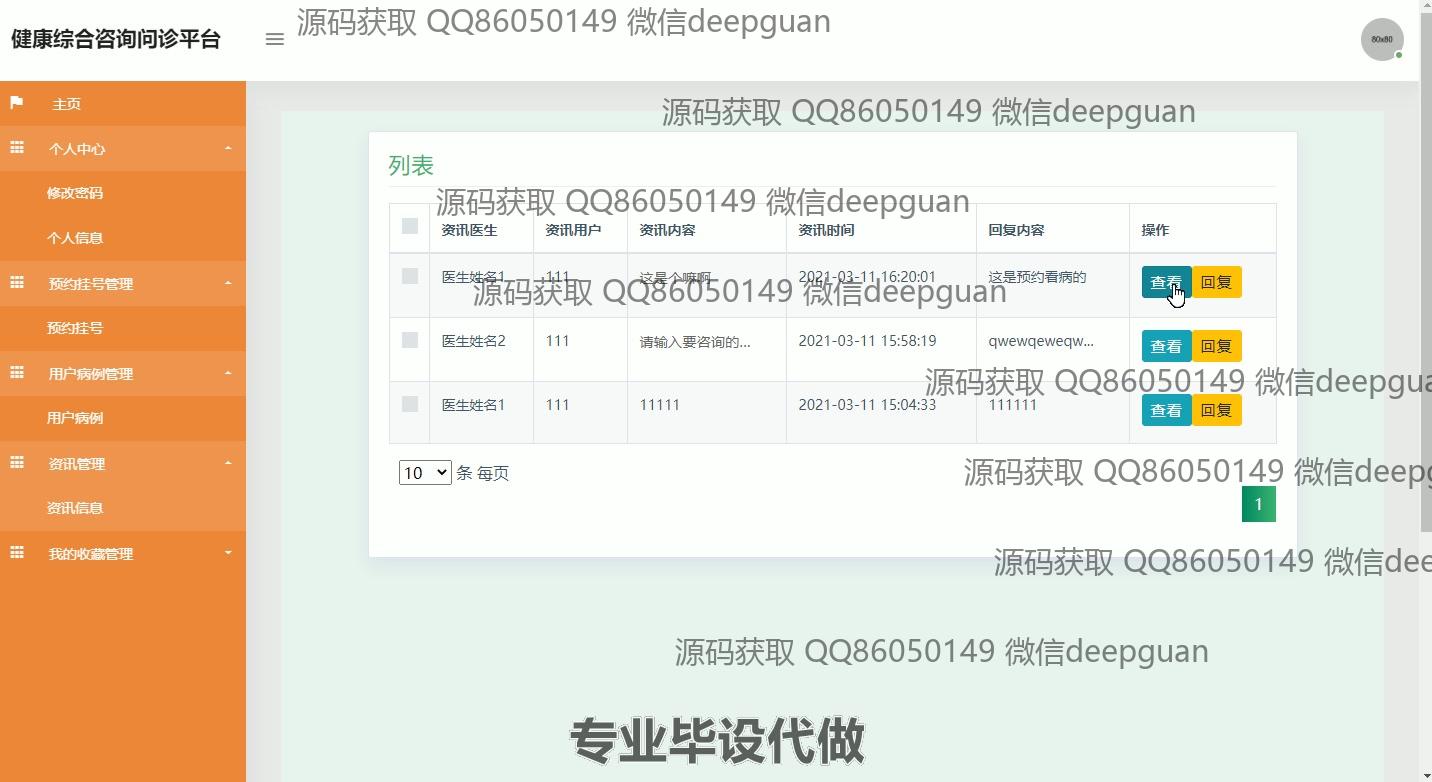 健康综合咨询问诊平台
源码获取 QQ86050149 微信deepguan
80x80
主页
源码获取 QQ86050149 微信deepguan
个人中心
列表
修改密码
源码获取 QQ86050149 微信deepguan
资讯医生 资讯用户 资讯内容 资讯时间 回复内容 操作
个人信息
医生姓名1 111 这是个嘛啊 2021-03-11 16:20:01 这是预约看病的 查看 回复
预约挂号管理
源码获取 QQ86050149 微信deepguan
预约挂号
医生姓名2 111 请输入要咨询的... 2021-03-11 15:58:19 qwewqeweqw... 查看 回复
用户病例管理
源码获取 QQ86050149 微信deepgua
医生姓名1 111 11111 2021-03-11 15:04:33 111111 查看 回复
用户病例
资讯管理
10 条 每页
源码获取 QQ86050149 微信deepg
资讯信息
1
我的收藏管理
源码获取 QQ86050149 微信dee
源码获取 QQ86050149 微信deepguan
专业毕设代做